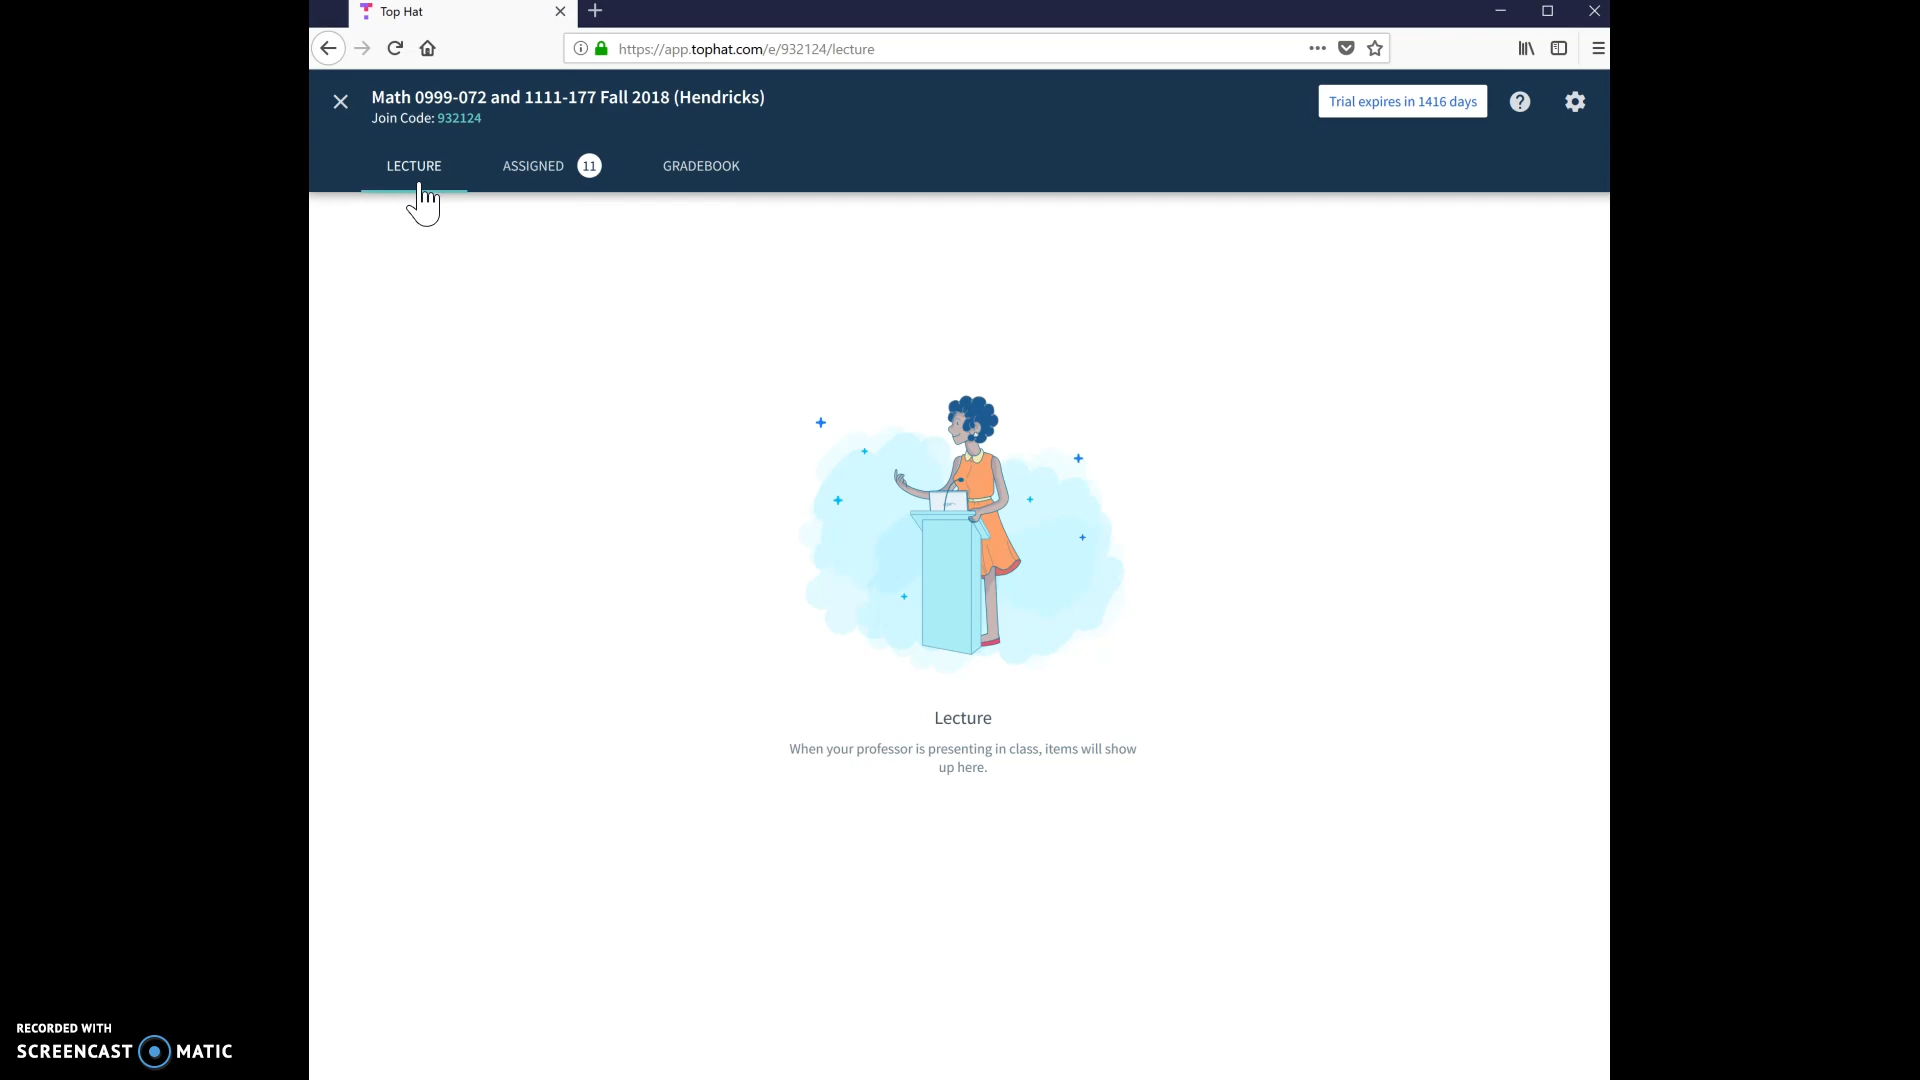 Top Hat
https://app.tophat.com/e/932124/lecture
Math 0999-072 and 1111-177 Fall 2018 (Hendricks)
Join Code: 932124
Trial expires in 1416 days
LECTURE
ASSIGNED 11
GRADEBOOK
Lecture
When your professor is presenting in class, items will show
up here.
RECORDED WITH
SCREENCAST MATIC